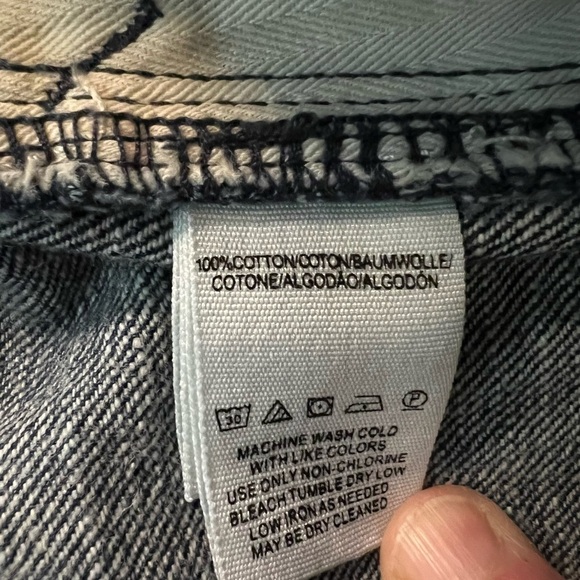 100%COTTON/COTON/BAUMWOLLE/
COTONE/ALGODÃO/ALGODÓN
30 P
MACHINE WASH COLD
WITH LIKE COLORS
USE ONLY NON-CHLORINE
BLEACH TUMBLE DRY LOW
LOW IRON AS NEEDED
MAY BE DRY CLEANED